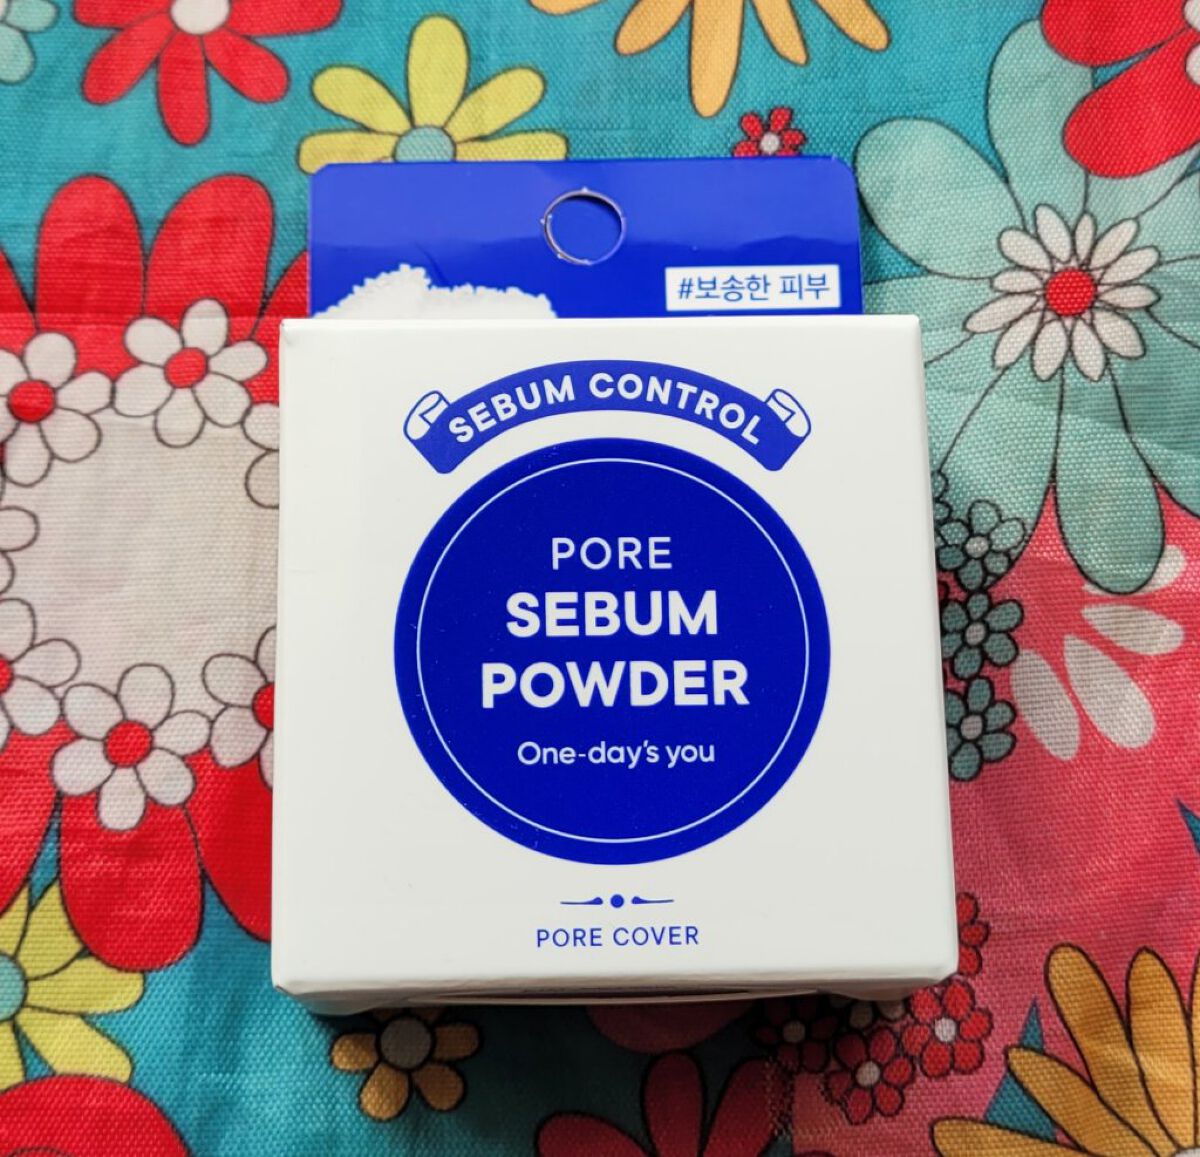 #보송한 피부
SEBUM CONTROL
PORE
SEBUM
POWDER
One-day's you
PORE COVER